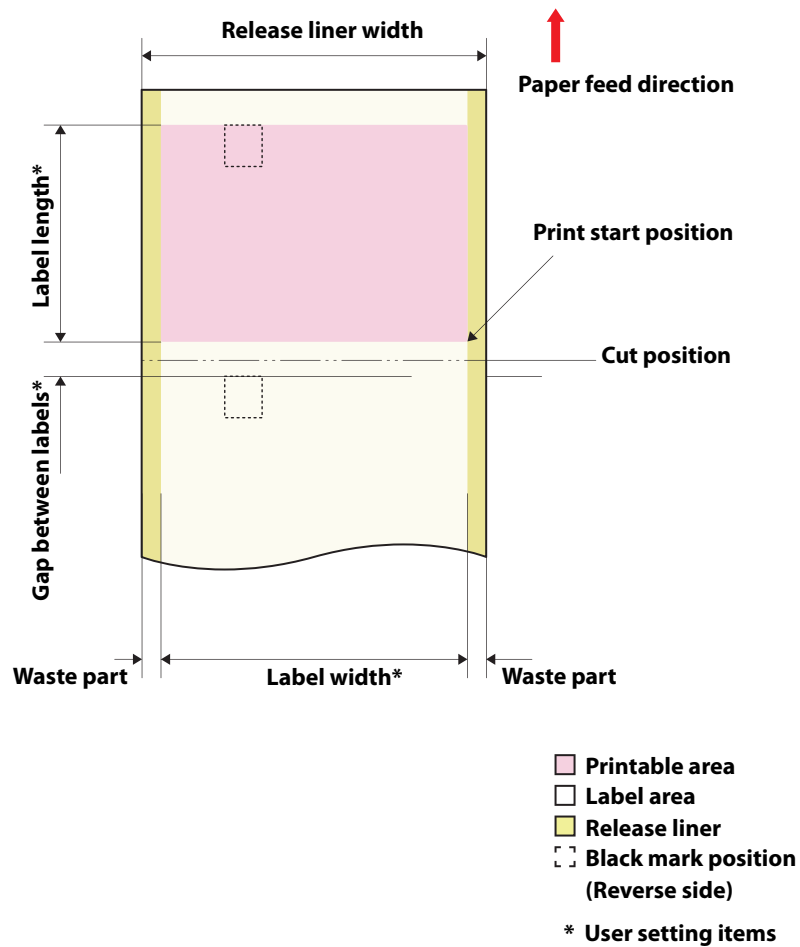 Release liner width
Paper feed direction
Label length*
Print start position
Cut position
Gap between labels*
Waste part
Label width*
Waste part
Printable area
Label area
Release liner
Black mark position
(Reverse side)
* User setting items